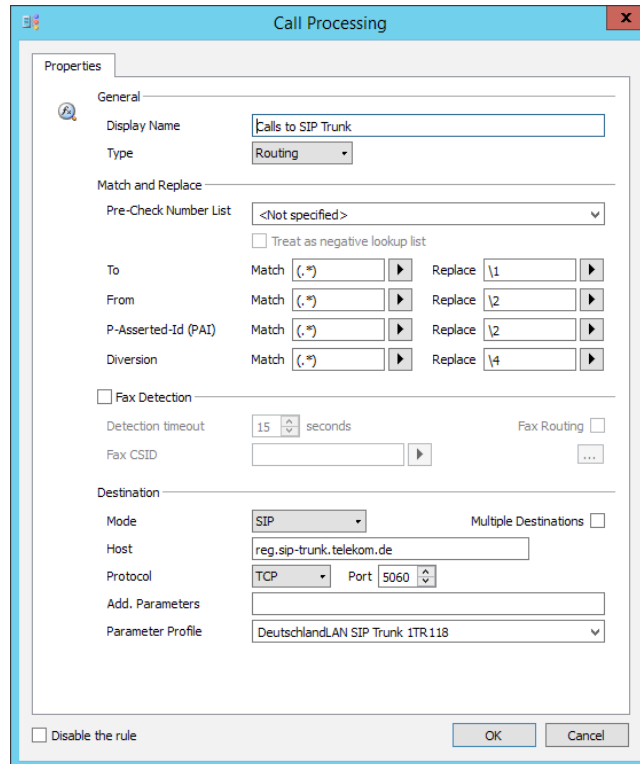 Call Processing
x
Properties
General
Display Name Calls to SIP Trunk
Type Routing
Match and Replace
Pre-Check Number List <Not specified>
Treat as negative lookup list
To Match (.*) Replace \1
From Match (.*) Replace \2
P-Asserted-Id (PAI) Match (.*) Replace \2
Diversion Match (.*) Replace \4
Fax Detection
Detection timeout 15 seconds Fax Routing
Fax CSID ...
Destination
Mode SIP Multiple Destinations
Host reg.sip-trunk.telekom.de
Protocol TCP Port 5060
Add. Parameters
Parameter Profile DeutschlandLAN SIP Trunk 1TR118
Disable the rule OK Cancel